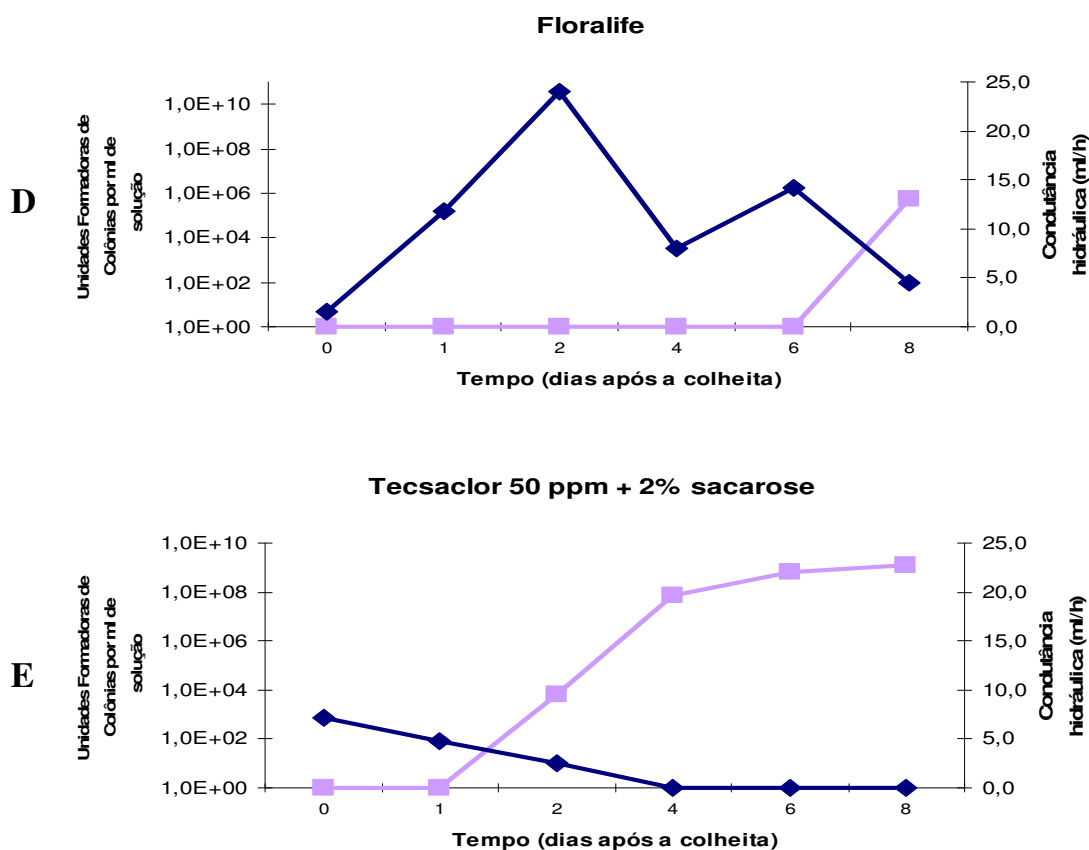 Floralife
D
Unidades Formadoras de
Colônias por ml de
solução
1,0E+10
1,0E+08
1,0E+06
1,0E+04
1,0E+02
1,0E+00
25,0
20,0
15,0
10,0
5,0
0,0
Condutância
hidráulica (ml/h)
0 1 2 4 6 8
Tempo (dias após a colheita)
Tecsaclor 50 ppm + 2% sacarose
E
Unidades Formadoras de
Colônias por ml de
solução
1,0E+10
1,0E+08
1,0E+06
1,0E+04
1,0E+02
1,0E+00
25,0
20,0
15,0
10,0
5,0
0,0
Condutância
hidráulica (ml/h)
0 1 2 4 6 8
Tempo (dias após a colheita)